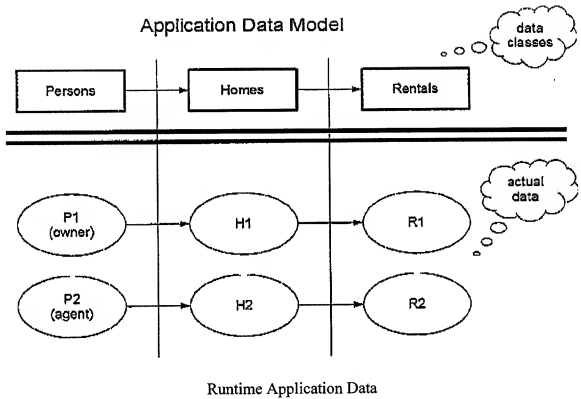 Application Data Model
data
classes
Persons
Homes
Rentals
actual
data
P1
(owner)
H1
R1
P2
(agent)
H2
R2
Runtime Application Data